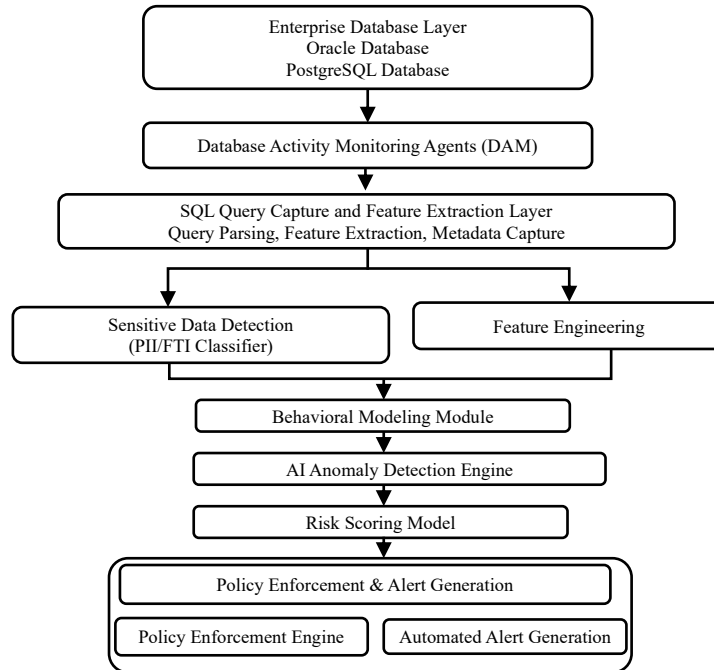 Enterprise Database Layer
Oracle Database
PostgreSQL Database
Database Activity Monitoring Agents (DAM)
SQL Query Capture and Feature Extraction Layer
Query Parsing, Feature Extraction, Metadata Capture
Sensitive Data Detection
(PII/FTI Classifier)
Feature Engineering
Behavioral Modeling Module
AI Anomaly Detection Engine
Risk Scoring Model
Policy Enforcement & Alert Generation
Policy Enforcement Engine
Automated Alert Generation